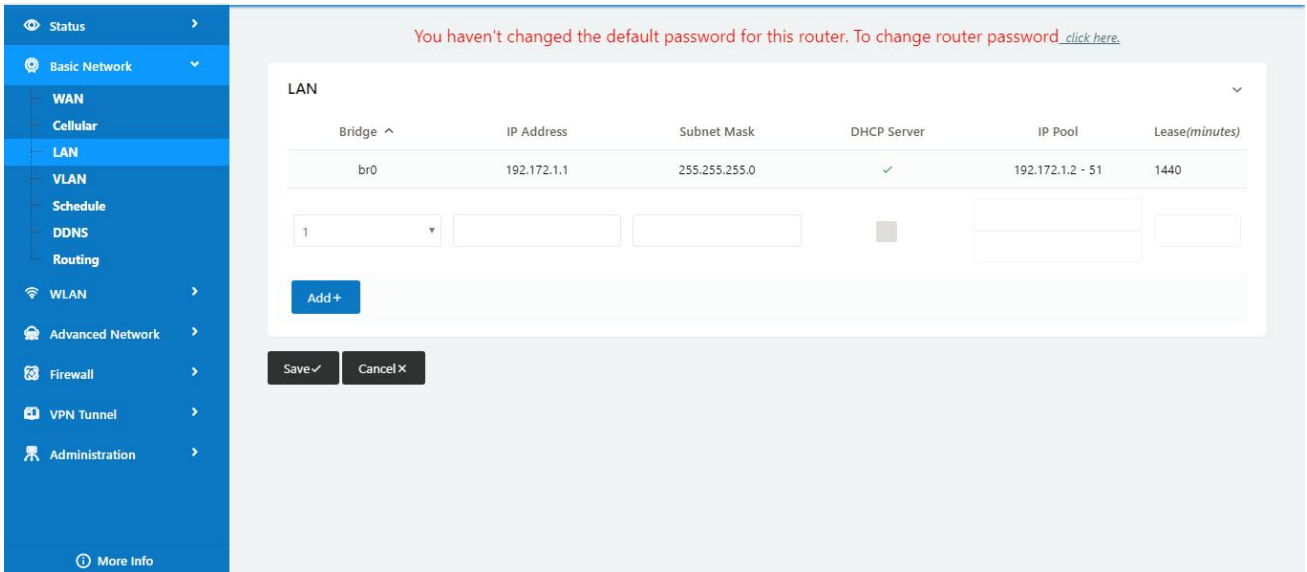 Status
Basic Network
WAN
Cellular
LAN
VLAN
Schedule
DDNS
Routing
WLAN
Advanced Network
Firewall
VPN Tunnel
Administration
More Info
You haven't changed the default password for this router. To change router password click here.
LAN
Bridge IP Address Subnet Mask DHCP Server IP Pool Lease(minutes)
br0 192.172.1.1 255.255.255.0 192.172.1.2 - 51 1440
1
Add+
Save Cancel